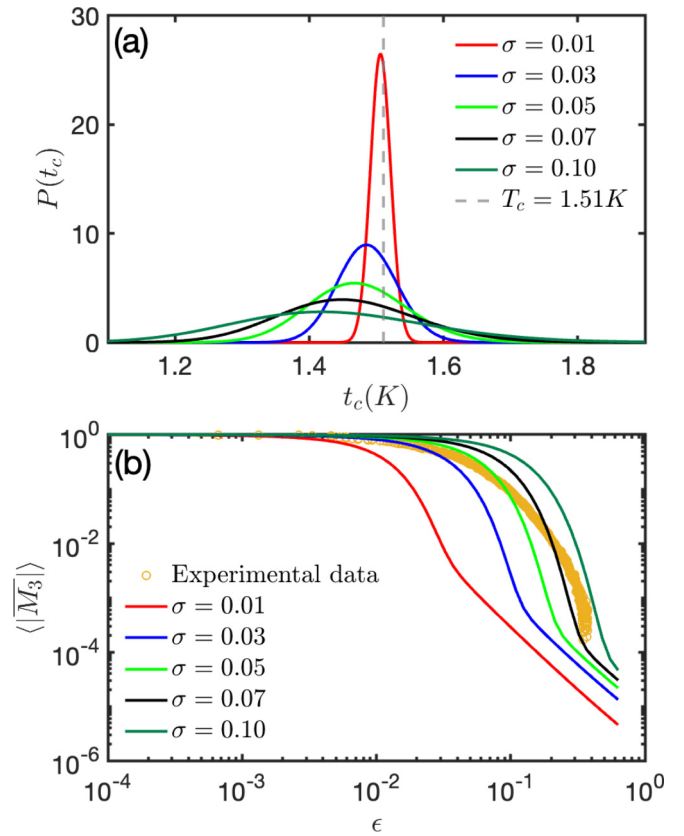 30
(a)
σ = 0.01
σ = 0.03
σ = 0.05
σ = 0.07
σ = 0.10
T_c = 1.51K
20
P(t_c)
10
0
1.2 1.4 1.6 1.8
t_c(K)
10^0
(b)
10^-2
⟨|\overline{M_3}|⟩
Experimental data
σ = 0.01
σ = 0.03
σ = 0.05
σ = 0.07
σ = 0.10
10^-4
10^-6
10^-4 10^-3 10^-2 10^-1 10^0
ϵ